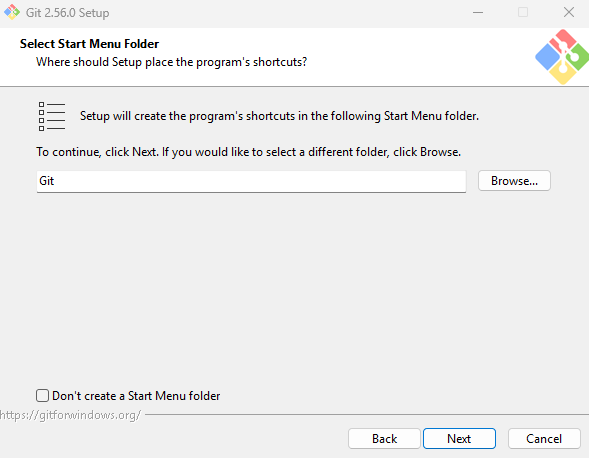 Git 2.56.0 Setup
Select Start Menu Folder
Where should Setup place the program's shortcuts?
Setup will create the program's shortcuts in the following Start Menu folder.
To continue, click Next. If you would like to select a different folder, click Browse.
Git
Browse...
Don't create a Start Menu folder
https://gitforwindows.org/
Back
Next
Cancel